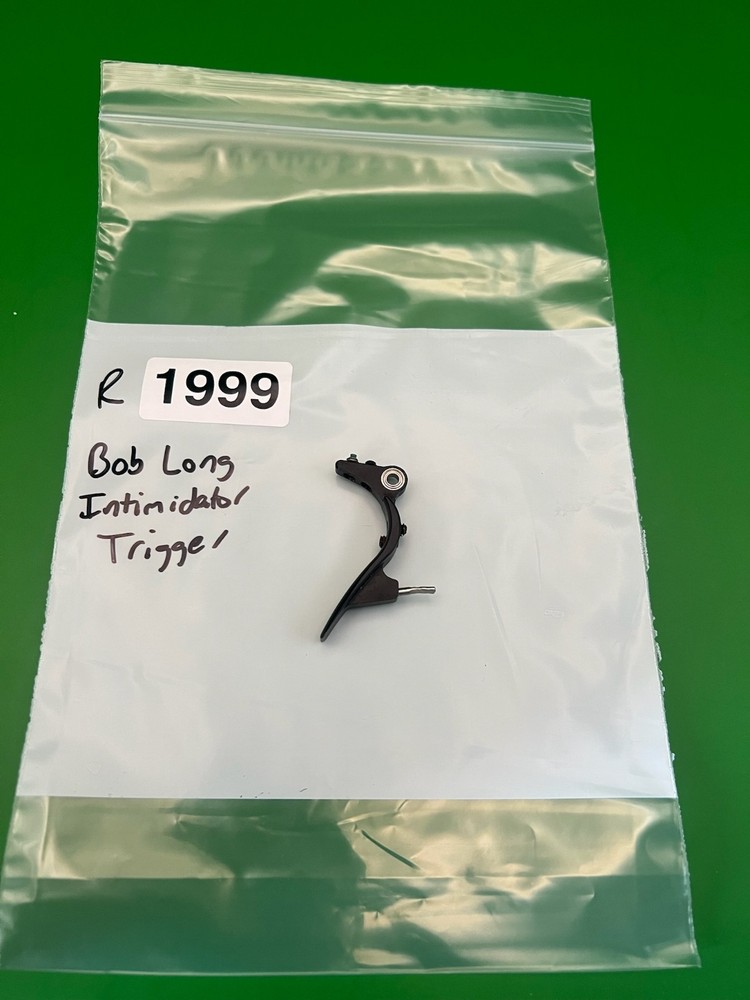 R 1999
Bob Long
Intimidator
Trigger